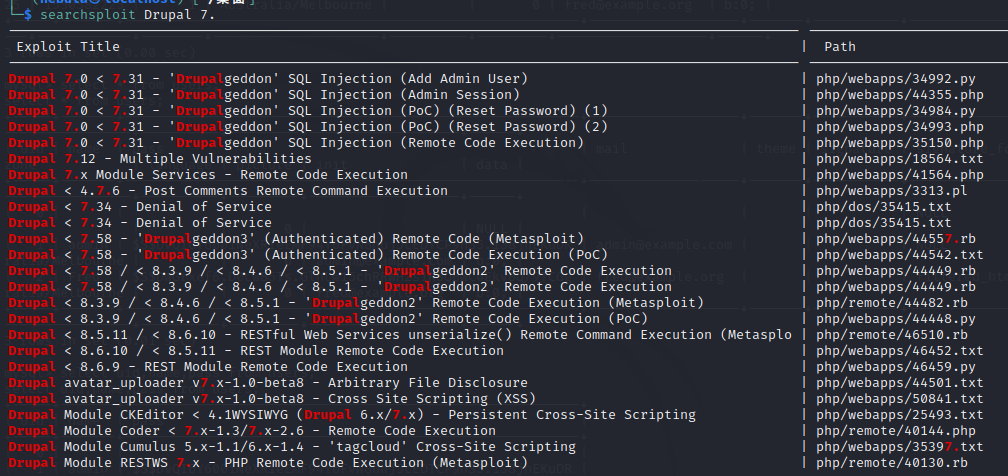 searchsploit Drupal 7.
Exploit Title | Path
Drupal 7.0 < 7.31 - 'Drupalgeddon' SQL Injection (Add Admin User) | php/webapps/34992.py
Drupal 7.0 < 7.31 - 'Drupalgeddon' SQL Injection (Admin Session) | php/webapps/44355.php
Drupal 7.0 < 7.31 - 'Drupalgeddon' SQL Injection (PoC) (Reset Password) (1) | php/webapps/34984.py
Drupal 7.0 < 7.31 - 'Drupalgeddon' SQL Injection (PoC) (Reset Password) (2) | php/webapps/34993.php
Drupal 7.0 < 7.31 - 'Drupalgeddon' SQL Injection (Remote Code Execution) | php/webapps/35150.php
Drupal 7.12 - Multiple Vulnerabilities | php/webapps/18564.txt
Drupal 7.x Module Services - Remote Code Execution | php/webapps/41564.php
Drupal < 4.7.6 - Post Comments Remote Command Execution | php/webapps/3313.pl
Drupal < 7.34 - Denial of Service | php/dos/35415.txt
Drupal < 7.34 - Denial of Service | php/dos/35415.txt
Drupal < 7.58 - 'Drupalgeddon3' (Authenticated) Remote Code (Metasploit) | php/webapps/44557.rb
Drupal < 7.58 - 'Drupalgeddon3' (Authenticated) Remote Code Execution (PoC) | php/webapps/44542.txt
Drupal < 7.58 / < 8.3.9 / < 8.4.6 / < 8.5.1 - 'Drupalgeddon2' Remote Code Execution | php/webapps/44449.rb
Drupal < 7.58 / < 8.3.9 / < 8.4.6 / < 8.5.1 - 'Drupalgeddon2' Remote Code Execution | php/webapps/44449.rb
Drupal < 8.3.9 / < 8.4.6 / < 8.5.1 - 'Drupalgeddon2' Remote Code Execution (Metasploit) | php/remote/44482.rb
Drupal < 8.3.9 / < 8.4.6 / < 8.5.1 - 'Drupalgeddon2' Remote Code Execution (PoC) | php/webapps/44448.py
Drupal < 8.5.11 / < 8.6.10 - RESTful Web Services unserialize() Remote Command Execution (Metasplo | php/remote/46510.rb
Drupal < 8.6.10 / < 8.5.11 - REST Module Remote Code Execution | php/webapps/46452.txt
Drupal < 8.6.9 - REST Module Remote Code Execution | php/webapps/46459.py
Drupal avatar_uploader v7.x-1.0-beta8 - Arbitrary File Disclosure | php/webapps/44501.txt
Drupal avatar_uploader v7.x-1.0-beta8 - Cross Site Scripting (XSS) | php/webapps/50841.txt
Drupal Module CKEditor < 4.1WYSIWYG (Drupal 6.x/7.x) - Persistent Cross-Site Scripting | php/webapps/25493.txt
Drupal Module Coder < 7.x-1.3/7.x-2.6 - Remote Code Execution | php/remote/40144.php
Drupal Module Cumulus 5.x-1.1/6.x-1.4 - 'tagcloud' Cross-Site Scripting | php/webapps/35397.txt
Drupal Module RESTWS 7.x - PHP Remote Code Execution (Metasploit) | php/remote/40130.rb